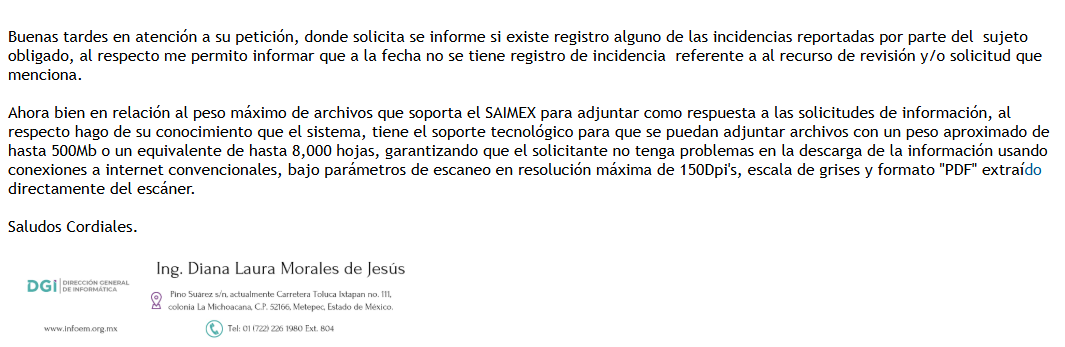 Buenas tardes en atención a su petición, donde solicita se informe si existe registro alguno de las incidencias reportadas por parte del sujeto
obligado, al respecto me permito informar que a la fecha no se tiene registro de incidencia referente a al recurso de revisión y/o solicitud que
menciona.
Ahora bien en relación al peso máximo de archivos que soporta el SAIMEX para adjuntar como respuesta a las solicitudes de información, al
respecto hago de su conocimiento que el sistema, tiene el soporte tecnológico para que se puedan adjuntar archivos con un peso aproximado de
hasta 500Mb o un equivalente de hasta 8,000 hojas, garantizando que el solicitante no tenga problemas en la descarga de la información usando
conexiones a internet convencionales, bajo parámetros de escaneo en resolución máxima de 150Dpi's, escala de grises y formato "PDF" extraído
directamente del escáner.
Saludos Cordiales.
Ing. Diana Laura Morales de Jesús
DGI DIRECCIÓN GENERAL
DE INFORMÁTICA
Pino Suárez s/n, actualmente Carretera Toluca Ixtapan no. 111,
colonia La Michoacana, C.P. 52166, Metepec, Estado de México.
www.infoem.org.mx
Tel: 01 (722) 226 1980 Ext. 804